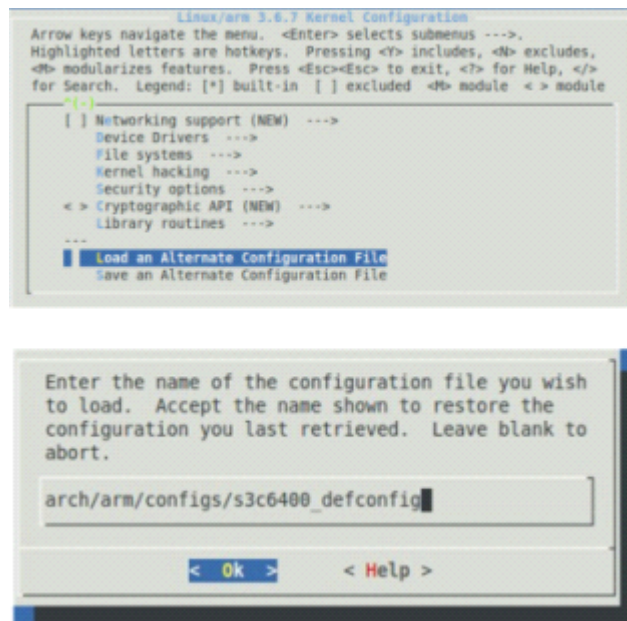 Linux/arm 3.6.7 Kernel Configuration
Arrow keys navigate the menu.  <Enter> selects submenus --->.
Highlighted letters are hotkeys.  Pressing <Y> includes, <N> excludes,
<M> modularizes features.  Press <Esc><Esc> to exit, <?> for Help, </>
for Search.  Legend: [*] built-in  [ ] excluded  <M> module  < > module
^(-)
[ ] Networking support (NEW)  --->
Device Drivers  --->
File systems  --->
Kernel hacking  --->
Security options  --->
< > Cryptographic API (NEW)  --->
Library routines  --->
---
Load an Alternate Configuration File
Save an Alternate Configuration File
Enter the name of the configuration file you wish
to load.  Accept the name shown to restore the
configuration you last retrieved.  Leave blank to
abort.
arch/arm/configs/s3c6400_defconfig
<  Ok  >      < Help >